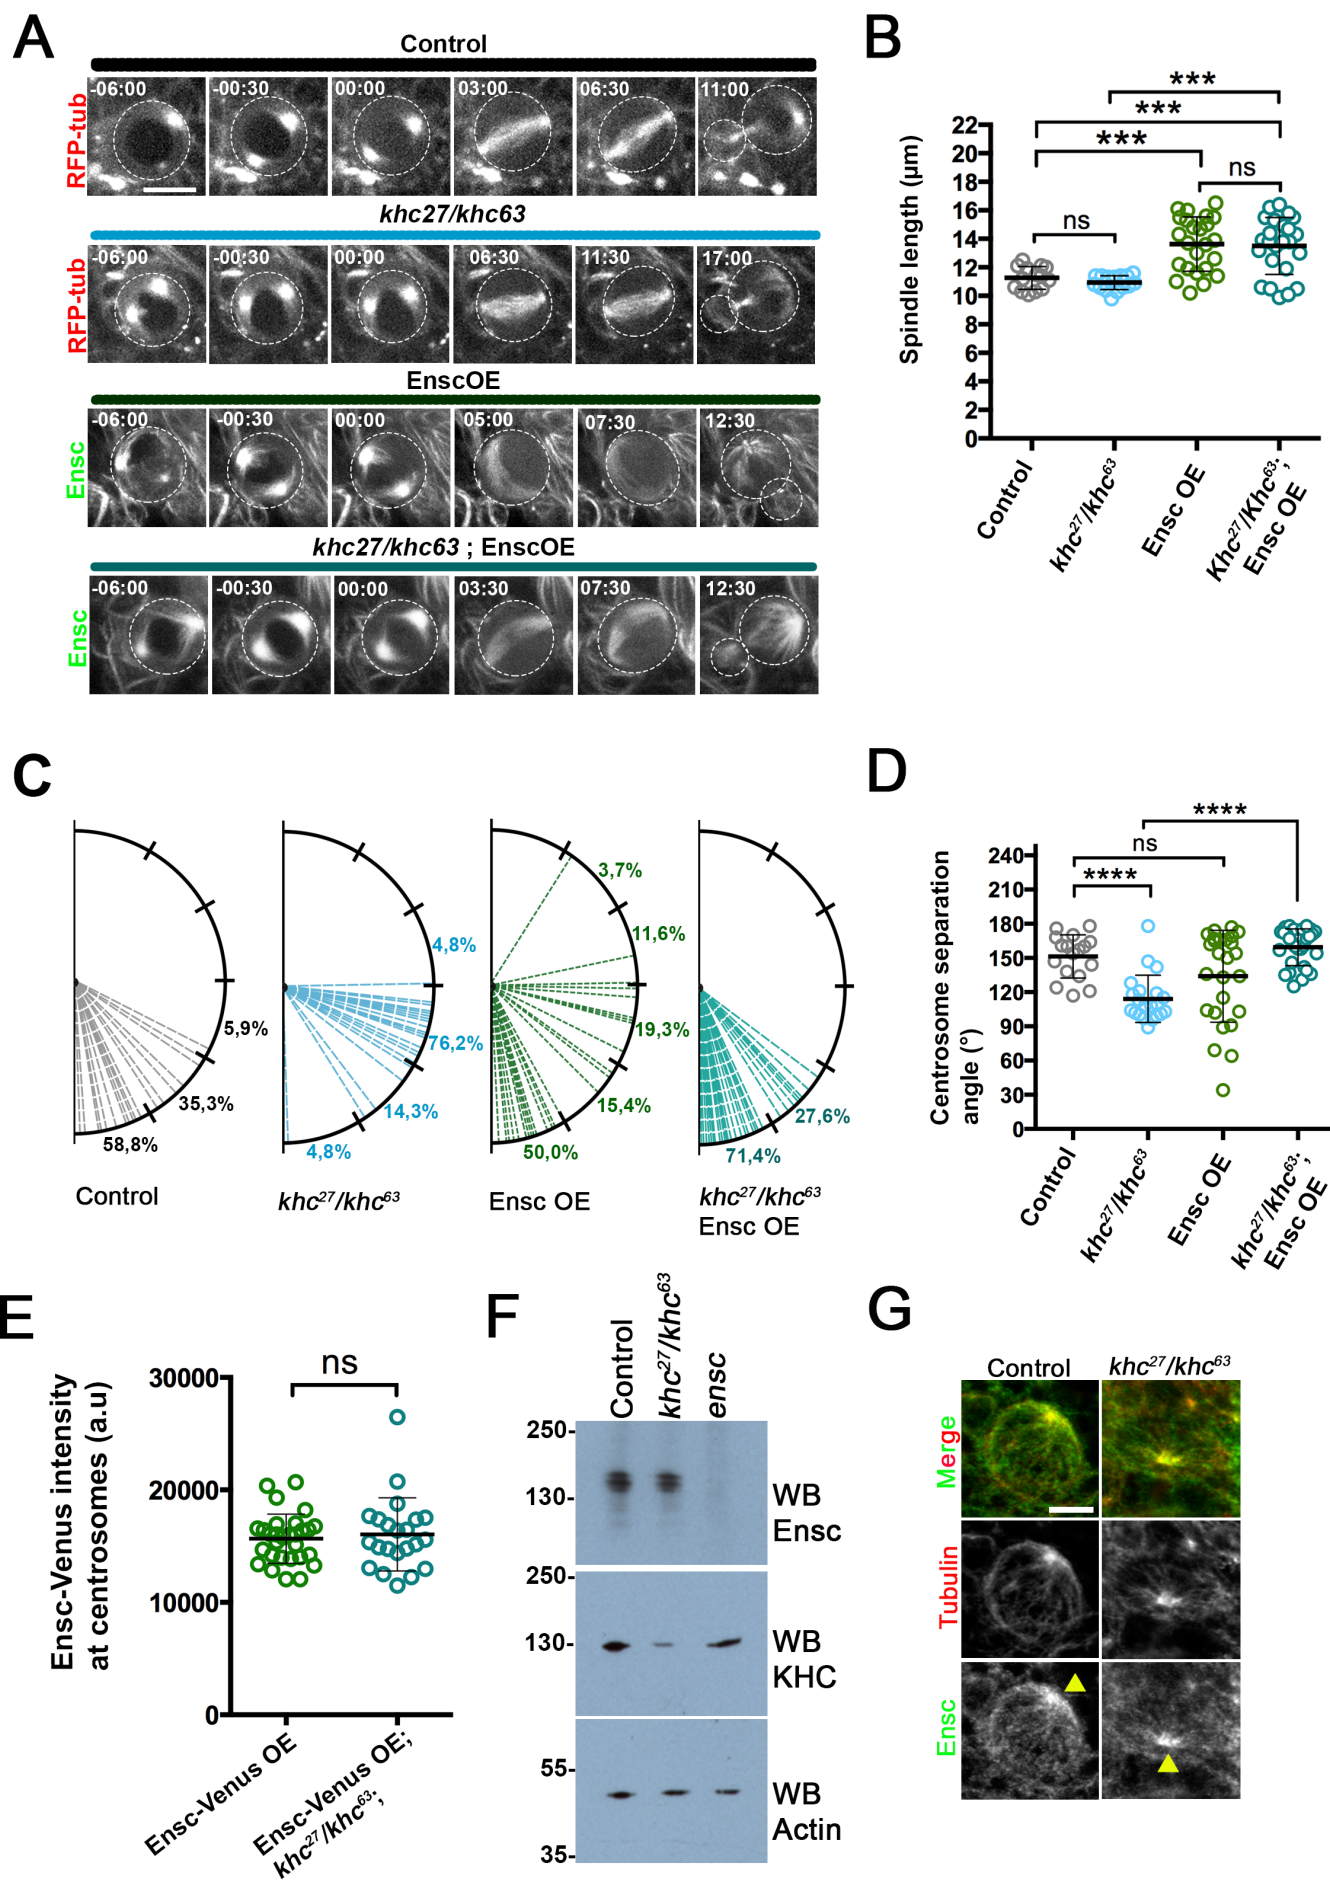 A
Control
RFP-tub
-06:00 -00:30 00:00 03:00 06:30 11:00
khc27/khc63
RFP-tub
-06:00 -00:30 00:00 06:30 11:30 17:00
EnscOE
Ensc
-06:00 -00:30 00:00 05:00 07:30 12:30
khc27/khc63 ; EnscOE
Ensc
-06:00 -00:30 00:00 03:30 07:30 12:30
B
***
***
***
ns
ns
Spindle length (µm)
22
20
18
16
14
12
10
8
6
4
2
0
Control
khc27/khc63
Ensc OE
Khc27/Khc63;
Ensc OE
C
5,9%
35,3%
58,8%
Control
4,8%
76,2%
14,3%
4,8%
khc27/khc63
3,7%
11,6%
19,3%
15,4%
50,0%
Ensc OE
27,6%
71,4%
khc27/khc63
Ensc OE
D
****
ns
****
Centrosome separation
angle (°)
240
210
180
150
120
90
60
30
0
Control
khc27/khc63
Ensc OE
khc27/khc63;
Ensc OE
E
ns
Ensc-Venus intensity
at centrosomes (a.u)
30000
20000
10000
0
Ensc-Venus OE
Ensc-Venus OE;
khc27/khc63;
F
Control
khc27/khc63
ensc
250-
130-
WB
Ensc
250-
130-
WB
KHC
55-
35-
WB
Actin
G
Control khc27/khc63
Merge
Tubulin
Ensc